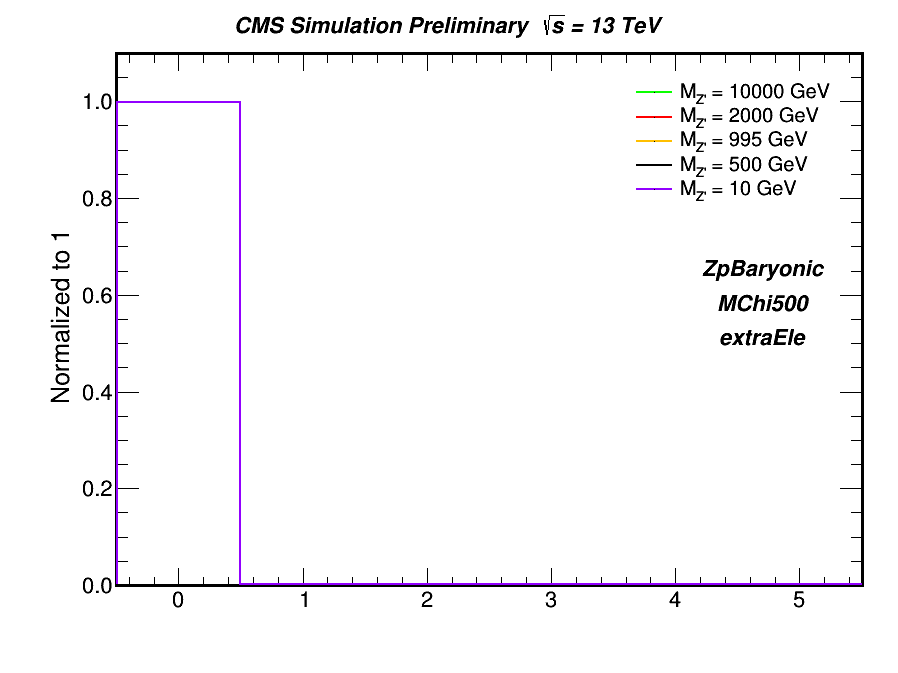 CMS Simulation Preliminary √s = 13 TeV
Normalized to 1
1.0
0.8
0.6
0.4
0.2
0.0
0 1 2 3 4 5
M_Z' = 10000 GeV
M_Z' = 2000 GeV
M_Z' = 995 GeV
M_Z' = 500 GeV
M_Z' = 10 GeV
ZpBaryonic
MChi500
extraEle